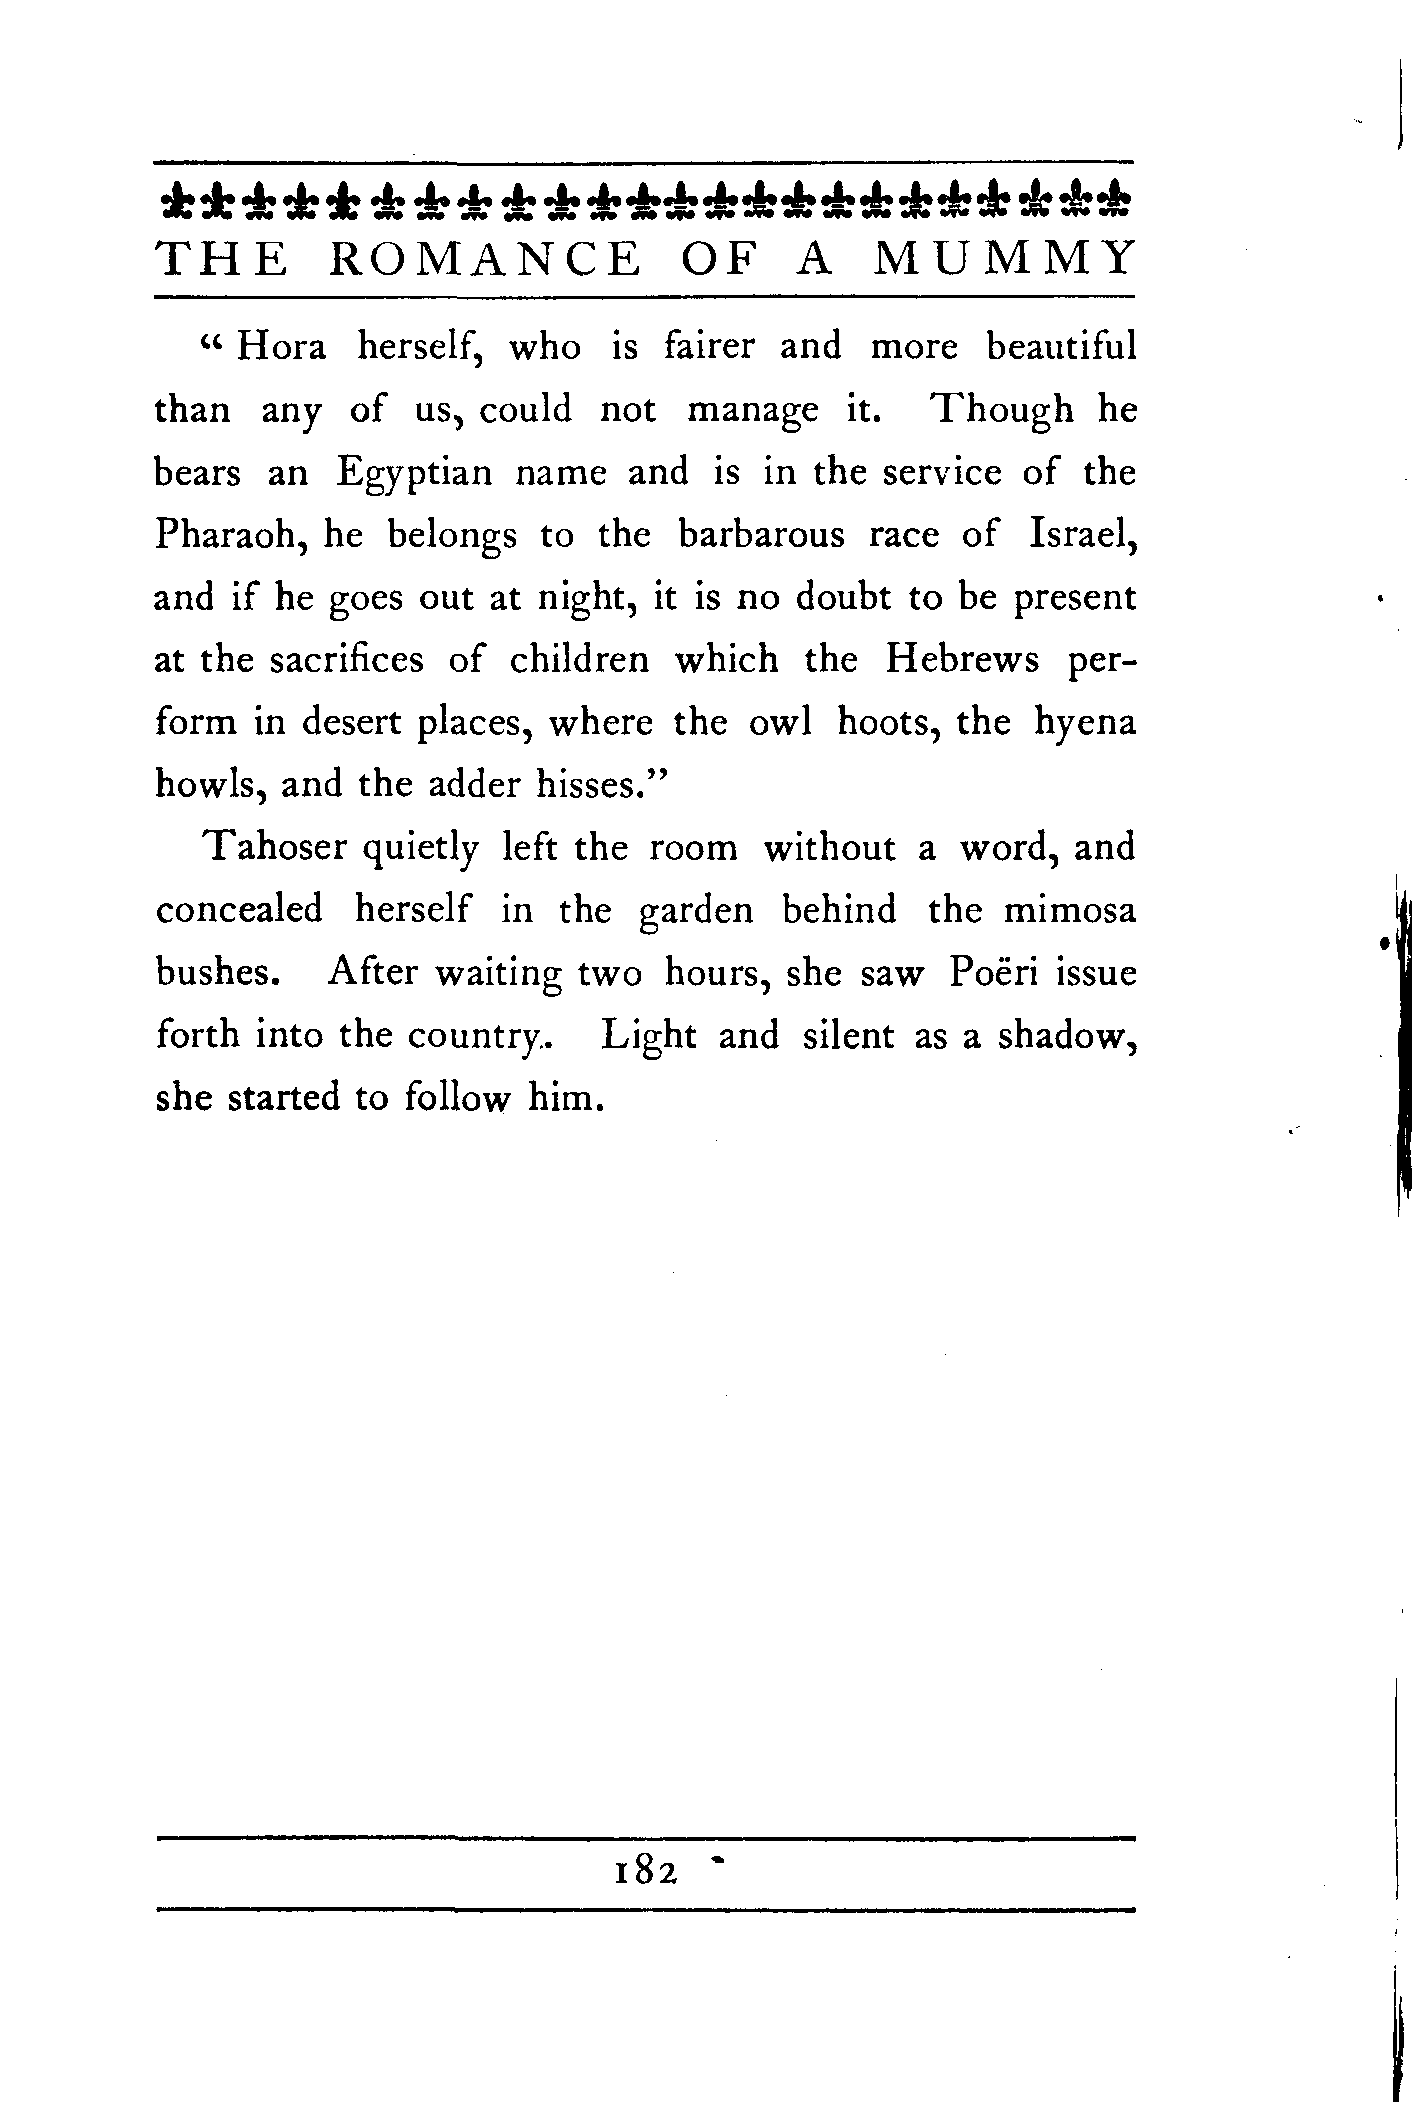 THE ROMANCE OF A MUMMY
“ Hora herself, who is fairer and more beautiful
than any of us, could not manage it. Though he
bears an Egyptian name and is in the service of the
Pharaoh, he belongs to the barbarous race of Israel,
and if he goes out at night, it is no doubt to be present
at the sacrifices of children which the Hebrews per-
form in desert places, where the owl hoots, the hyena
howls, and the adder hisses.”
Tahoser quietly left the room without a word, and
concealed herself in the garden behind the mimosa
bushes. After waiting two hours, she saw Poëri issue
forth into the country. Light and silent as a shadow,
she started to follow him.
182